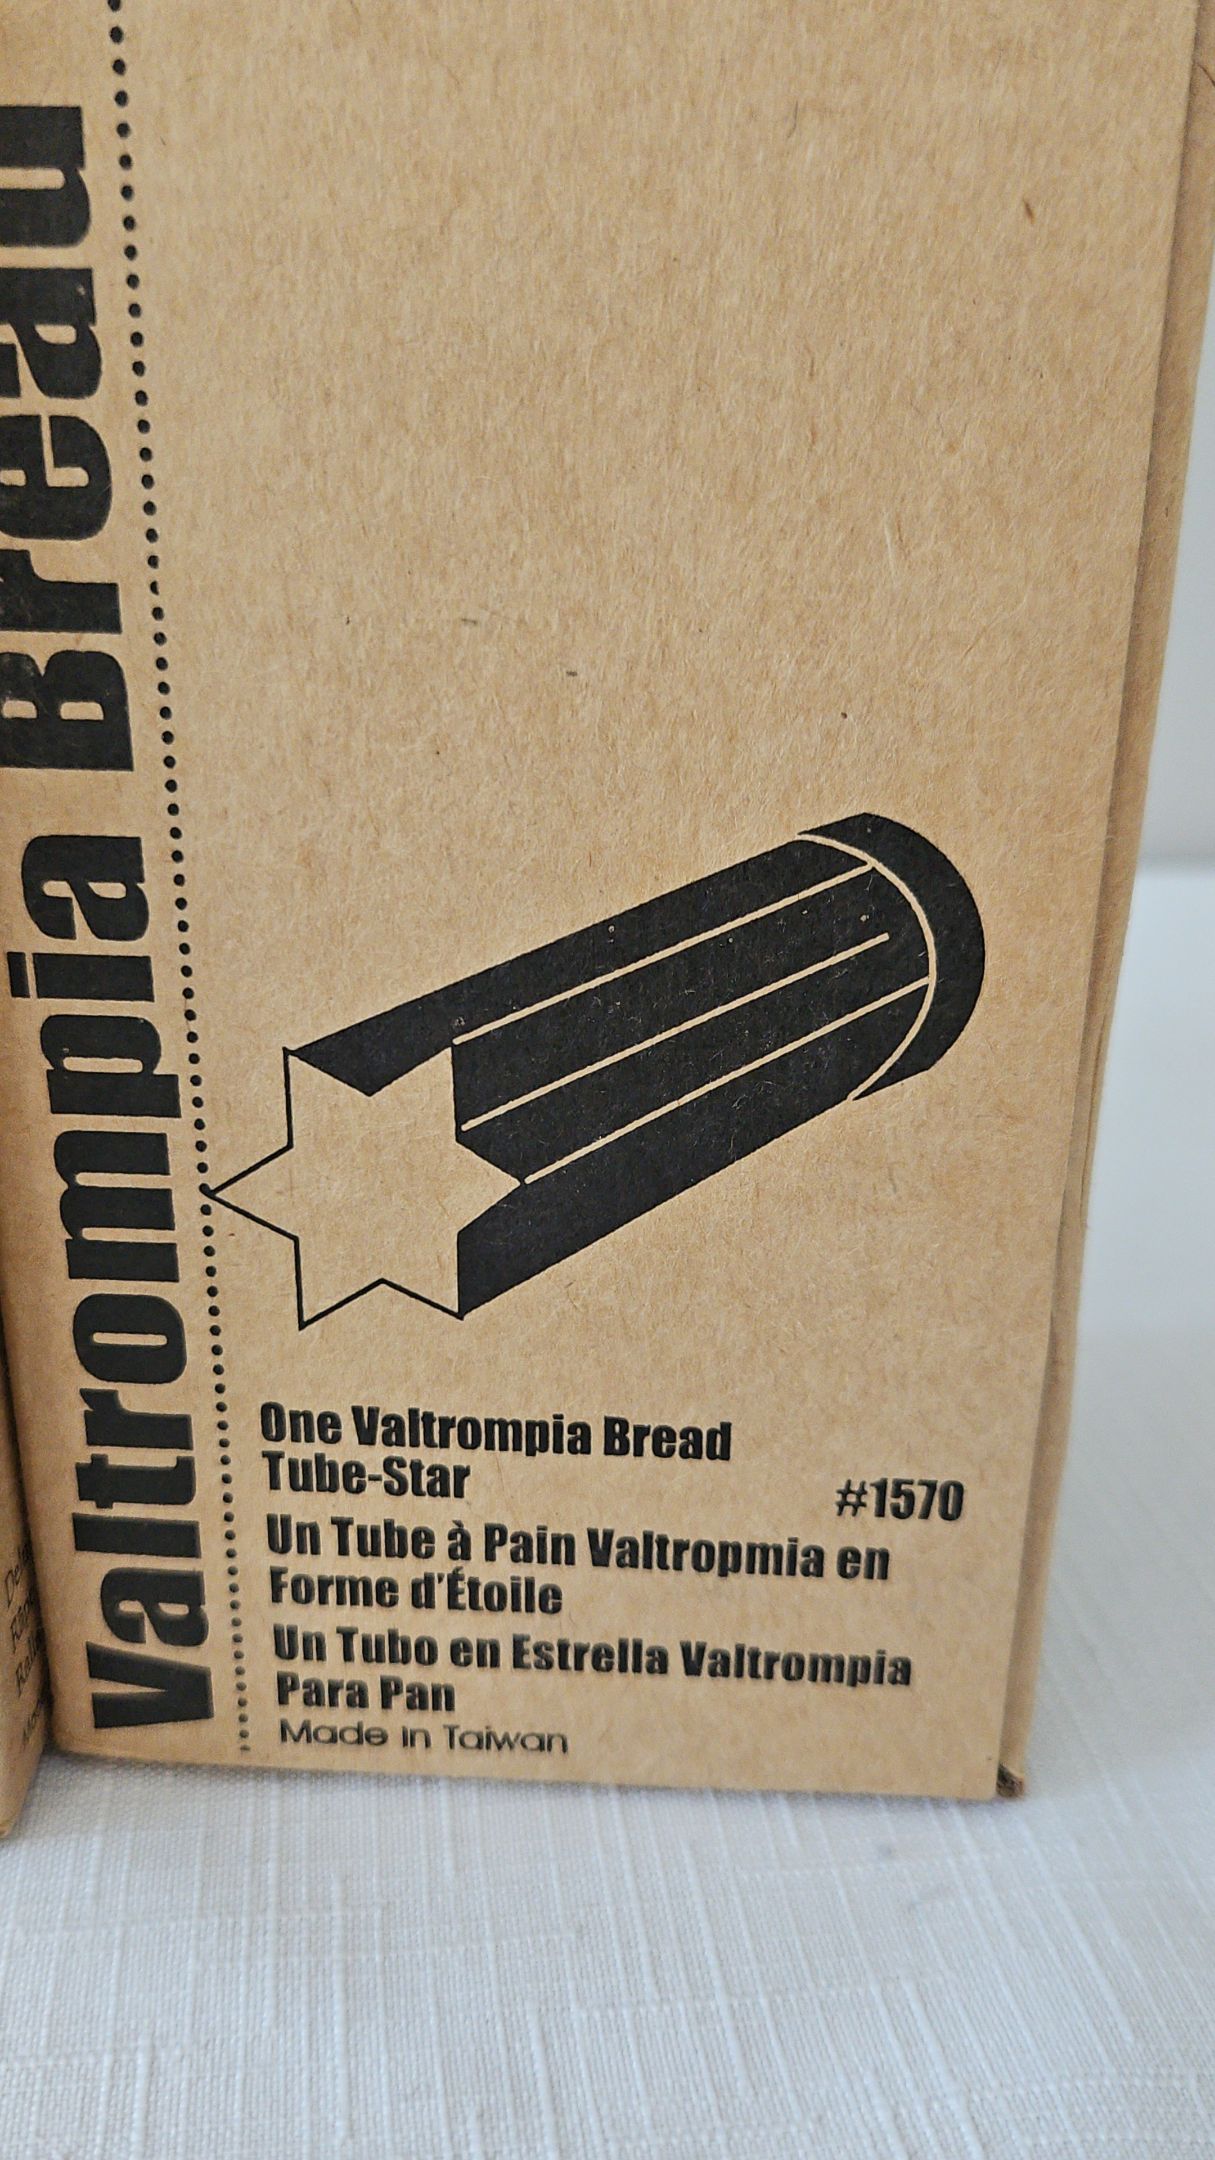 Valtrompia Bread
One Valtrompia Bread
Tube-Star
#1570
Un Tube à Pain Valtropmia en
Forme d'Étoile
Un Tubo en Estrella Valtrompia
Para Pan
Made in Taiwan